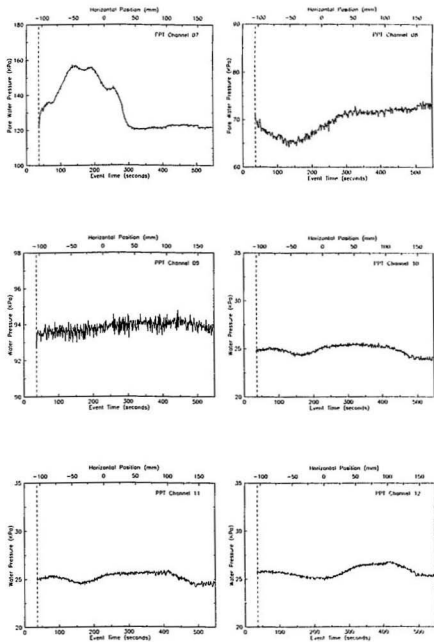 Horizontal Position (mm)
-100 -50 0 50 100 150
PPT Channel 07
Pore Water Pressure (KPa)
180
160
140
120
100
0 100 200 300 400 500
Event Time (seconds)
Horizontal Position (mm)
-100 -50 0 50 100 150
PPT Channel 08
Pore Water Pressure (KPa)
90
80
70
60
0 100 200 300 400 500
Event Time (seconds)
Horizontal Position (mm)
-100 -50 0 50 100 150
PPT Channel 09
Water Pressure (KPa)
98
96
94
92
90
0 100 200 300 400 500
Event Time (seconds)
Horizontal Position (mm)
-100 -50 0 50 100 150
PPT Channel 10
Water Pressure (KPa)
35
30
25
20
0 100 200 300 400 500
Event Time (seconds)
Horizontal Position (mm)
-100 -50 0 50 100 150
PPT Channel 11
Water Pressure (KPa)
35
30
25
20
0 100 200 300 400 500
Event Time (seconds)
Horizontal Position (mm)
-100 -50 0 50 100 150
PPT Channel 12
Water Pressure (KPa)
35
30
25
20
0 100 200 300 400 500
Event Time (seconds)